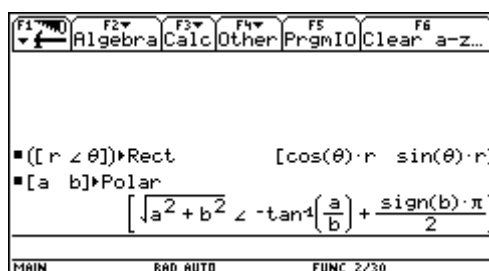 F1 F2 F3 F4 F5 F6
Algebra Calc Other PrgmIO Clear a-z…
▪([r ∠ θ])▸Rect [cos(θ)·r sin(θ)·r]
▪[a b]▸Polar
[√(a² + b²) ∠ -tan⁻¹(a/b) + sign(b)·π/2]
MAIN RAD AUTO FUNC 2/30